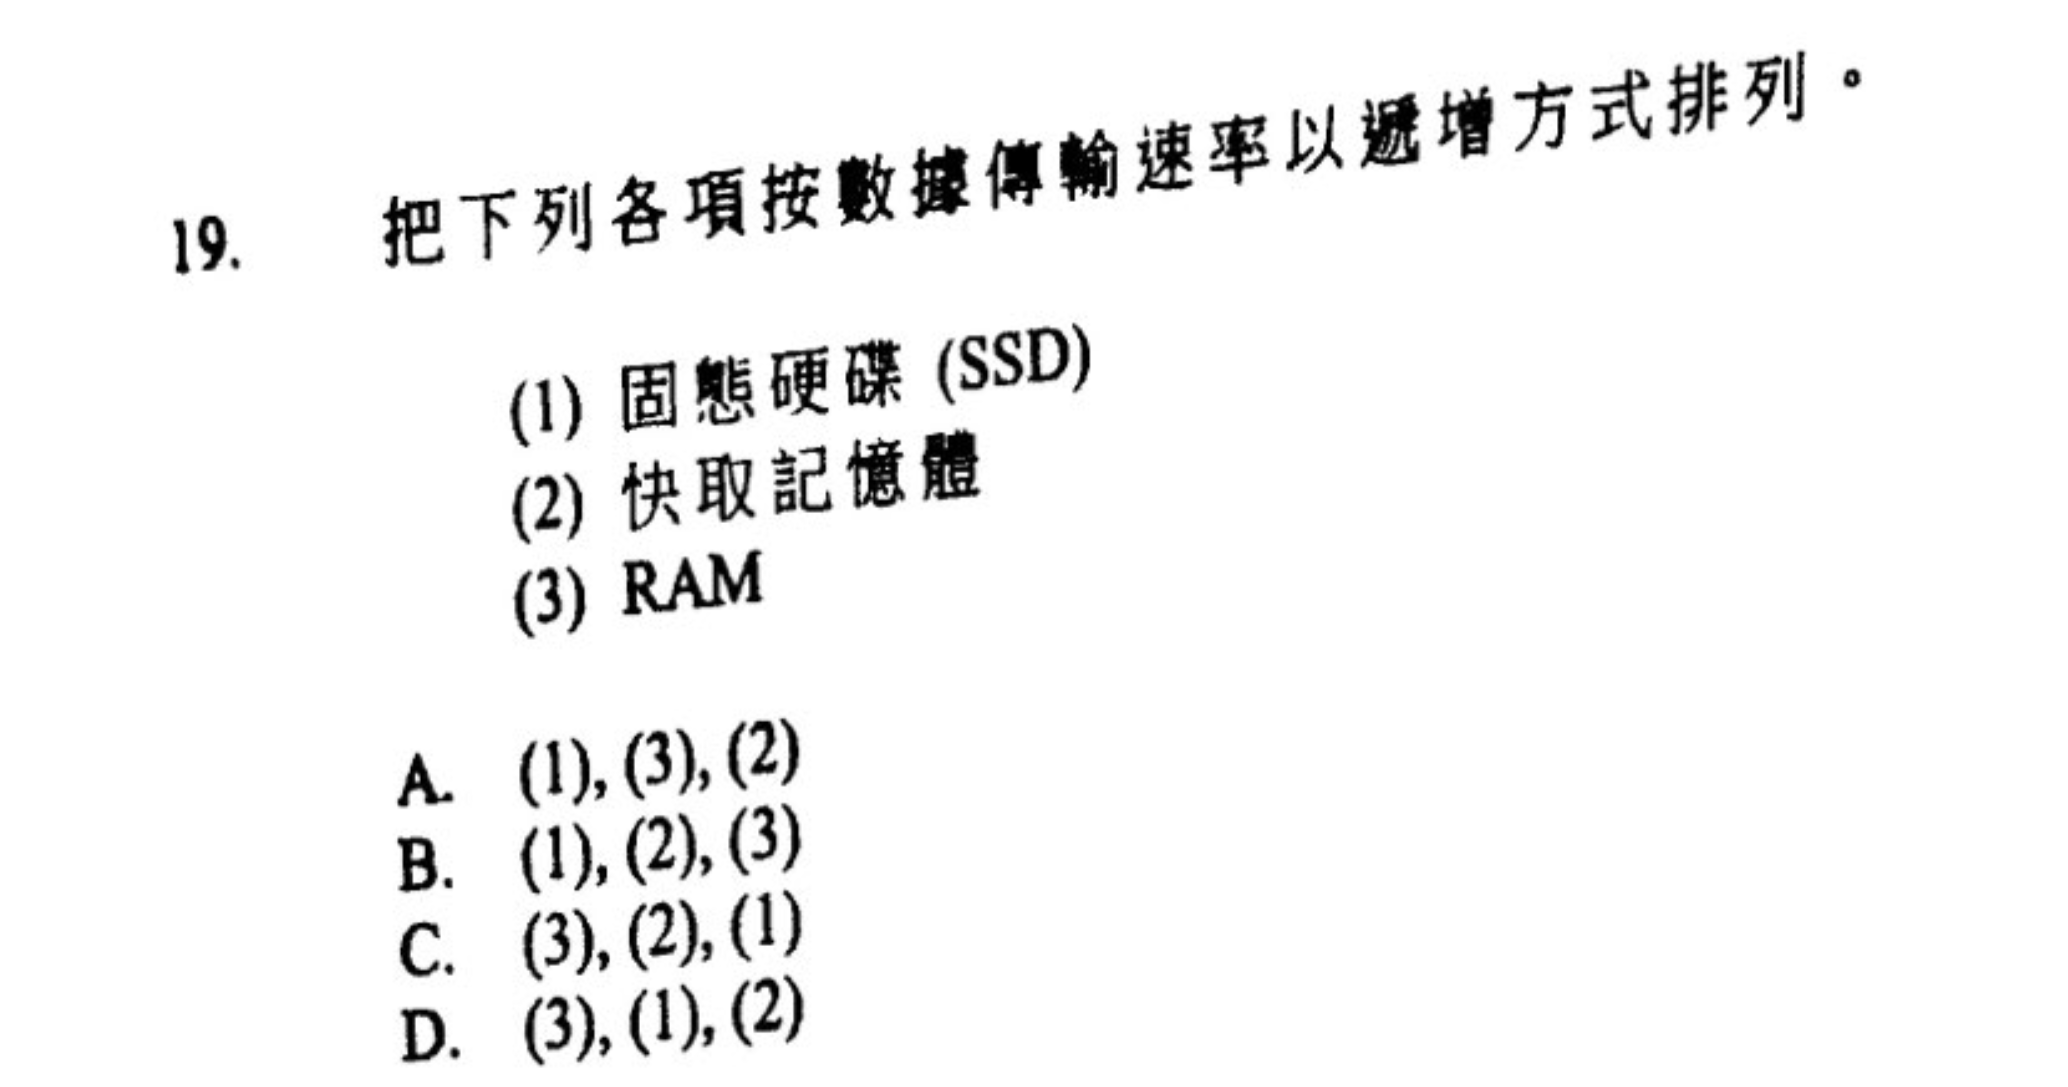 19. 把下列各項按數據傳輸速率以遞增方式排列。
(1) 固態硬碟 (SSD)
(2) 快取記憶體
(3) RAM
A. (1), (3), (2)
B. (1), (2), (3)
C. (3), (2), (1)
D. (3), (1), (2)